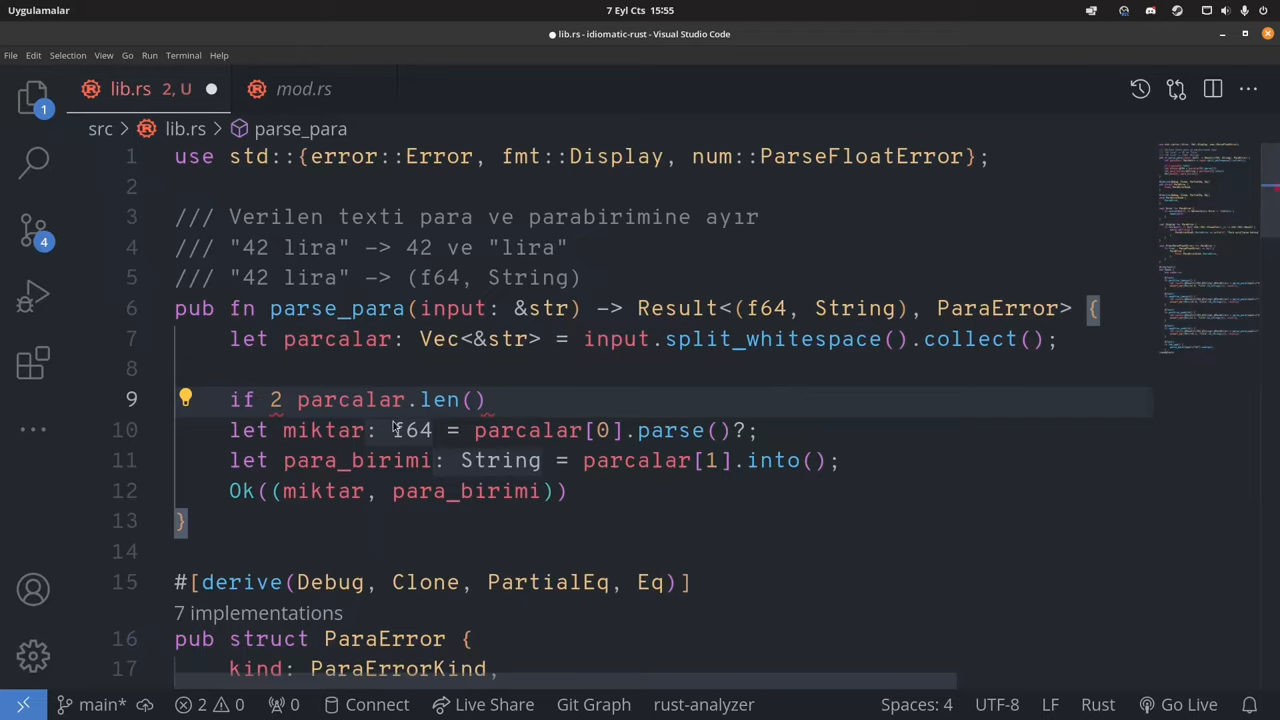 Uygulamalar
7 Eyl Cts 15:55
● lib.rs - idiomatic-rust - Visual Studio Code
File Edit Selection View Go Run Terminal Help
lib.rs 2, U ●
mod.rs
src > lib.rs > parse_para
1 use std::{error::Error, fmt::Display, num::ParseFloatError};
2
3 /// Verilen texti para ve parabirimine ayır
4 /// "42 lira" -> 42 ve "lira"
5 /// "42 lira" -> (f64, String)
6 pub fn parse_para(input: &str) -> Result<(f64, String), ParaError> {
7 let parcalar: Vec<&str> = input.split_whitespace().collect();
8
9 if 2 parcalar.len()
10 let miktar: f64 = parcalar[0].parse()?;
11 let para_birimi: String = parcalar[1].into();
12 Ok((miktar, para_birimi))
13 }
14
15 #[derive(Debug, Clone, PartialEq, Eq)]
7 implementations
16 pub struct ParaError {
17 kind: ParaErrorKind,
1
4
main* 2 0 0 Connect Live Share Git Graph rust-analyzer Spaces: 4 UTF-8 LF Rust Go Live